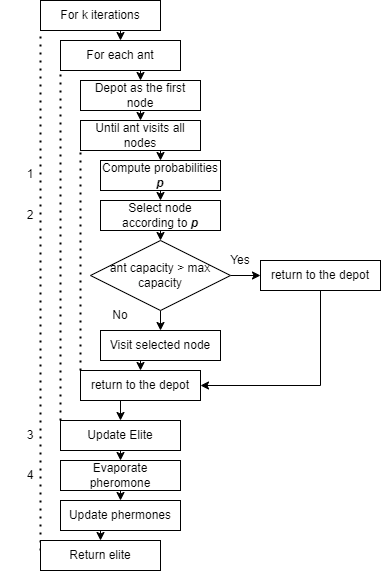 For k iterations
For each ant
Depot as the first
node
Until ant visits all
nodes
1
Compute probabilities
p
2
Select node
according to p
ant capacity > max
capacity
Yes
return to the depot
No
Visit selected node
return to the depot
3
Update Elite
4
Evaporate
pheromone
Update phermones
Return elite